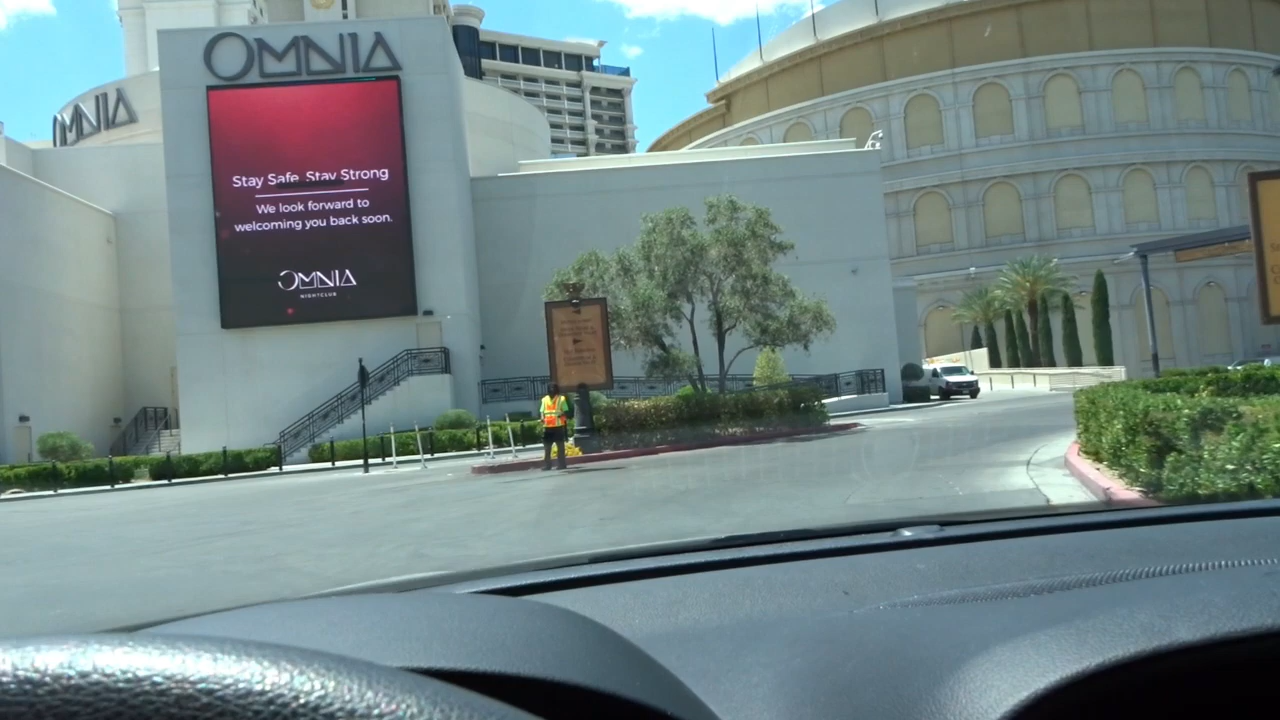 OMNIA
OMNIA
Stay Safe. Stay Strong
We look forward to
welcoming you back soon.
OMNIA
NIGHTCLUB